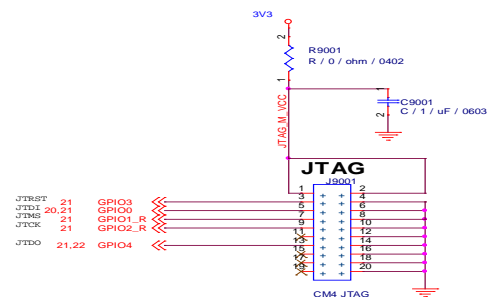 3V3
2
R9001
R / 0 / ohm / 0402
1
JTAG_M_VCC
1
C9001
2
C / 1 / uF / 0603
JTAG
J9001
1 2
JTRST 21 GPIO3 3 4
JTDI 20,21 GPIO0 5 6
JTMS 21 GPIO1_R 7 8
JTCK 21 GPIO2_R 9 10
11 12
JTDO 21,22 GPIO4 13 14
15 16
17 18
19 20
CM4 JTAG